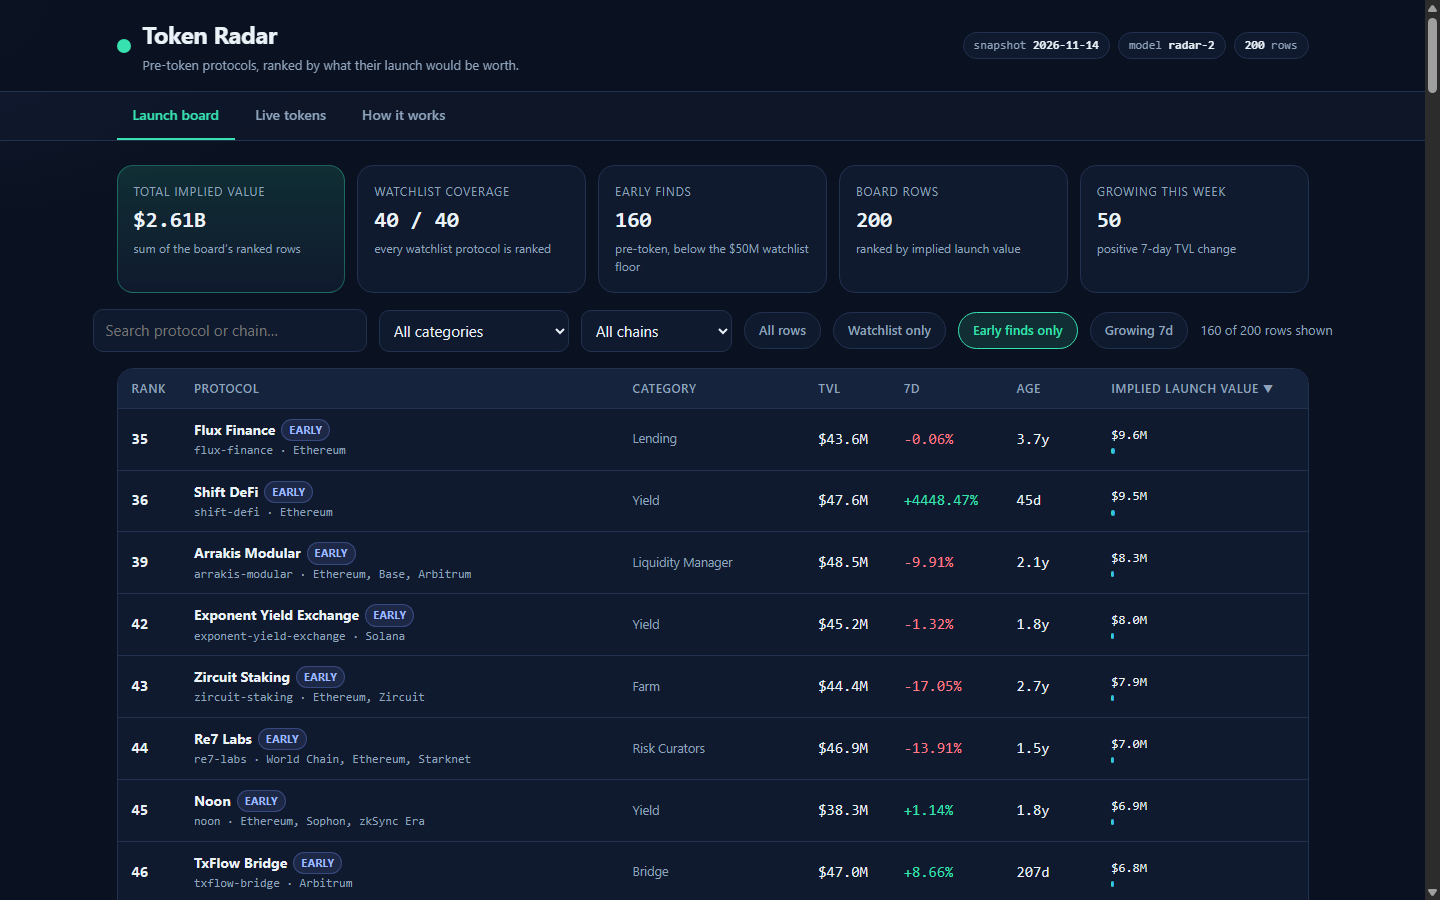 Token Radar
Pre-token protocols, ranked by what their launch would be worth.
snapshot 2026-11-14
model radar-2
200 rows
Launch board
Live tokens
How it works
TOTAL IMPLIED VALUE
$2.61B
sum of the board's ranked rows
WATCHLIST COVERAGE
40 / 40
every watchlist protocol is ranked
EARLY FINDS
160
pre-token, below the $50M watchlist
floor
BOARD ROWS
200
ranked by implied launch value
GROWING THIS WEEK
50
positive 7-day TVL change
Search protocol or chain...
All categories
All chains
All rows
Watchlist only
Early finds only
Growing 7d
160 of 200 rows shown
RANK PROTOCOL CATEGORY TVL 7D AGE IMPLIED LAUNCH VALUE ▼
35 Flux Finance EARLY Lending $43.6M -0.06% 3.7y $9.6M
flux-finance · Ethereum
36 Shift DeFi EARLY Yield $47.6M +4448.47% 45d $9.5M
shift-defi · Ethereum
39 Arrakis Modular EARLY Liquidity Manager $48.5M -9.91% 2.1y $8.3M
arrakis-modular · Ethereum, Base, Arbitrum
42 Exponent Yield Exchange EARLY Yield $45.2M -1.32% 1.8y $8.0M
exponent-yield-exchange · Solana
43 Zircuit Staking EARLY Farm $44.4M -17.05% 2.7y $7.9M
zircuit-staking · Ethereum, Zircuit
44 Re7 Labs EARLY Risk Curators $46.9M -13.91% 1.5y $7.0M
re7-labs · World Chain, Ethereum, Starknet
45 Noon EARLY Yield $38.3M +1.14% 1.8y $6.9M
noon · Ethereum, Sophon, zkSync Era
46 TxFlow Bridge EARLY Bridge $47.0M +8.66% 207d $6.8M
txflow-bridge · Arbitrum